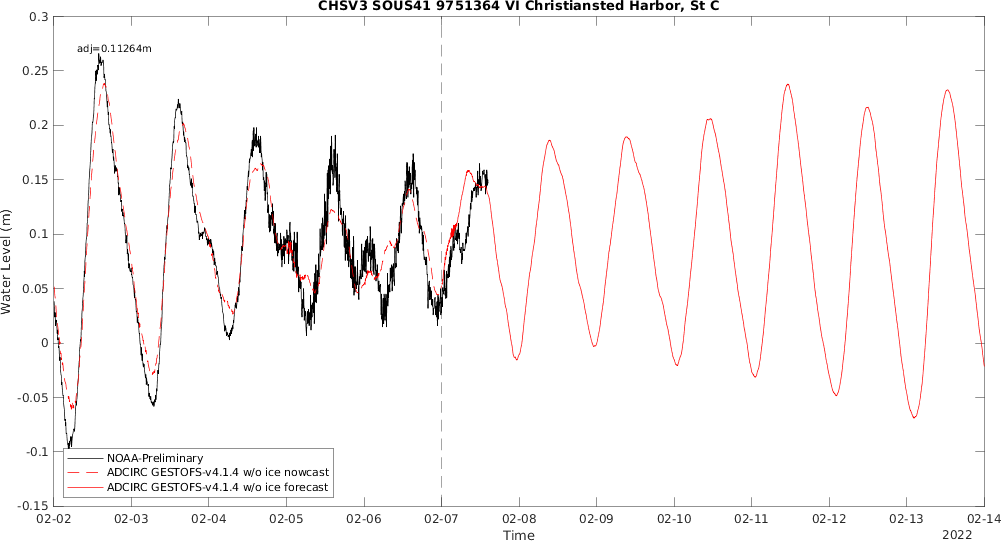 CHSV3 SOUS41 9751364 VI Christiansted Harbor, St C
adj=0.11264m
0.3
0.25
0.2
0.15
0.1
0.05
0
-0.05
-0.1
-0.15
Water Level (m)
NOAA-Preliminary
ADCIRC GESTOFS-v4.1.4 w/o ice nowcast
ADCIRC GESTOFS-v4.1.4 w/o ice forecast
02-02 02-03 02-04 02-05 02-06 02-07 02-08 02-09 02-10 02-11 02-12 02-13 02-14
Time
2022